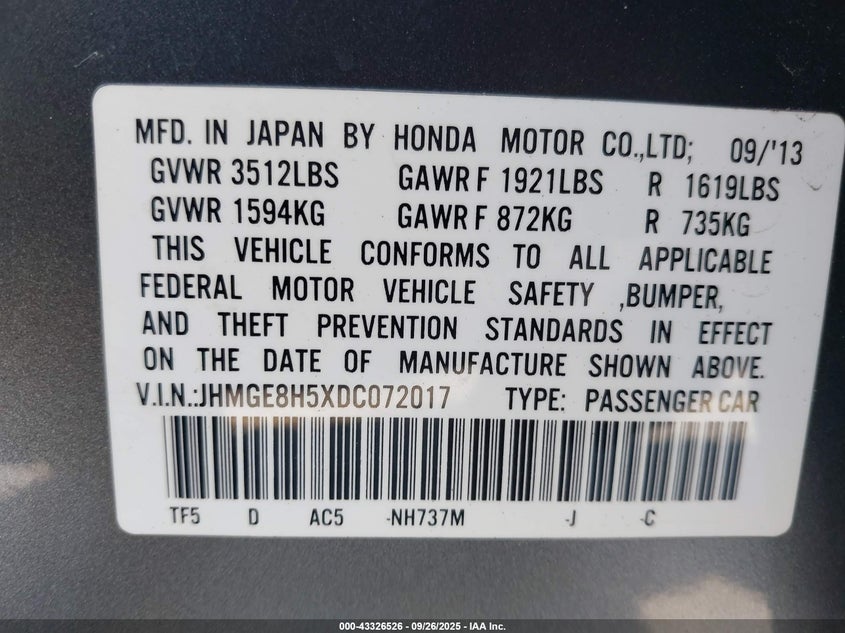 MFD. IN JAPAN BY HONDA MOTOR CO.,LTD; 09/'13
GVWR 3512LBS GAWR F 1921LBS R 1619LBS
GVWR 1594KG GAWR F 872KG R 735KG
THIS VEHICLE CONFORMS TO ALL APPLICABLE
FEDERAL MOTOR VEHICLE SAFETY ,BUMPER,
AND THEFT PREVENTION STANDARDS IN EFFECT
ON THE DATE OF MANUFACTURE SHOWN ABOVE.
V.I.N.:JHMGE8H5XDC072017 TYPE: PASSENGER CAR
TF5 D AC5 -NH737M -J -C
000-43326526 - 09/26/2025 - IAA Inc.